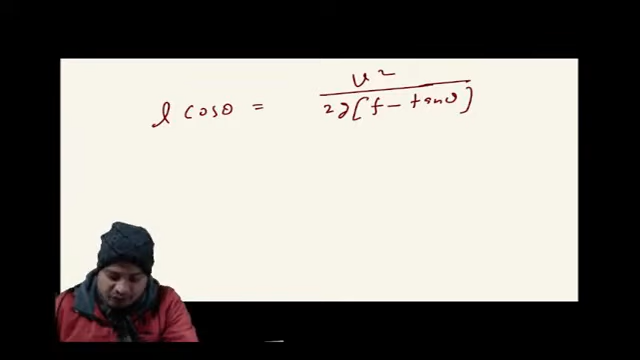 l cosθ = u² / 2g[f - tanθ]